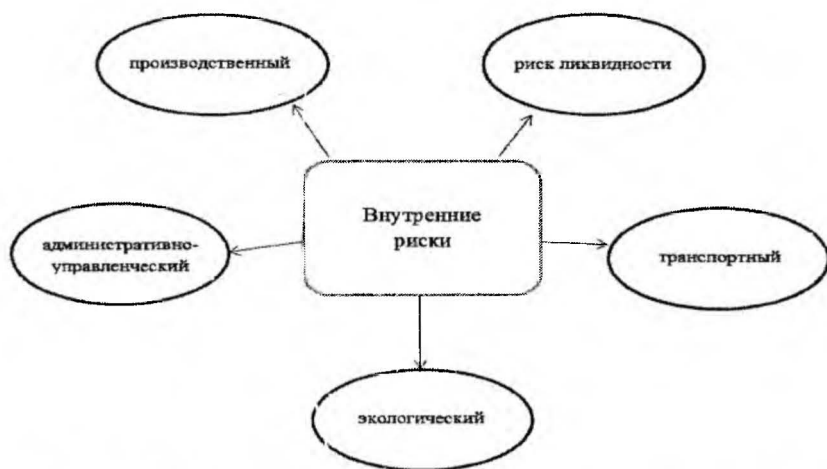 производственный
риск ликвидности
Внутренние
риски
административно-
управленческий
транспортный
экологический